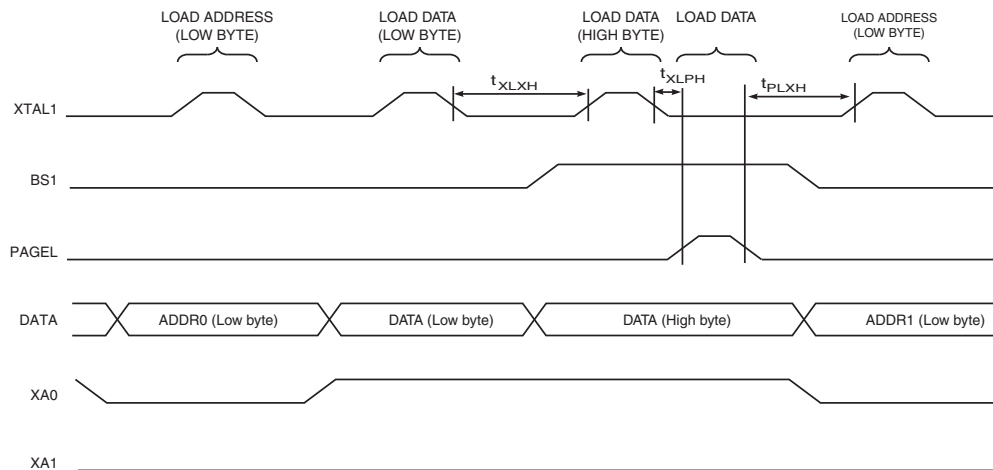 LOAD ADDRESS
(LOW BYTE)
LOAD DATA
(LOW BYTE)
LOAD DATA
(HIGH BYTE)
LOAD DATA
LOAD ADDRESS
(LOW BYTE)
tXLXH
tXLPH
tPLXH
XTAL1
BS1
PAGEL
DATA
ADDR0 (Low byte)
DATA (Low byte)
DATA (High byte)
ADDR1 (Low byte)
XA0
XA1